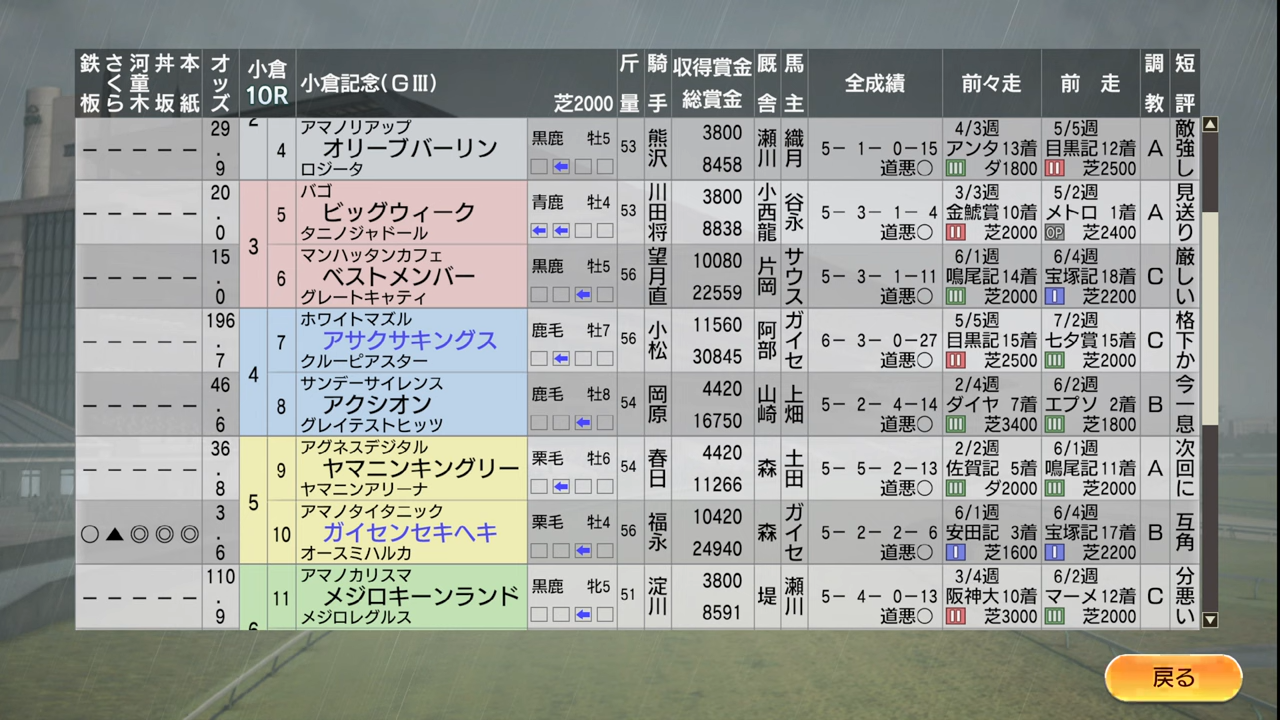 鉄板 さくら 河童木 丼坂 本紙 オッズ 小倉10R 小倉記念(GⅢ) 芝2000 斤量 騎手 収得賞金 総賞金 厩舎 馬主 全成績 前々走 前走 調教 短評
－ － － － － 29.9 2 4 アマノリアップ 黒鹿 牡5 53 熊沢 3800 瀬川 織月 5- 1- 0-15 4/3週 5/5週 A 敵強し
オリーブバーリン アンタ13着 目黒記12着
ロジータ 8458 道悪○ III ダ1800 II 芝2500
－ － － － － 20.0 3 5 バゴ 青鹿 牡4 53 川田将 3800 小西龍 谷永 5- 3- 1- 4 3/3週 5/2週 A 見送り
ビッグウィーク 金鯱賞10着 メトロ 1着
タニノジャドール 8838 道悪○ II 芝2000 OP 芝2400
－ － － － － 15.0 6 マンハッタンカフェ 黒鹿 牡5 56 望月直 10080 片岡 サウス 5- 3- 1-11 6/1週 6/4週 C 厳しい
ベストメンバー 鳴尾記14着 宝塚記18着
グレートキャティ 22559 道悪○ III 芝2000 I 芝2200
－ － － － － 196.7 4 7 ホワイトマズル 鹿毛 牡7 56 小松 11560 阿部 ガイセ 6- 3- 0-27 5/5週 7/2週 C 格下か
アサクサキングス 目黒記15着 七夕賞15着
クルーピアスター 30845 道悪○ II 芝2500 III 芝2000
－ － － － － 46.6 8 サンデーサイレンス 鹿毛 牡8 54 岡原 4420 山崎 上畑 5- 2- 4-14 2/4週 6/2週 B 今一息
アクシオン ダイヤ 7着 エプソ 2着
グレイテストヒッツ 16750 道悪○ III 芝3400 III 芝1800
－ － － － － 36.8 5 9 アグネスデジタル 栗毛 牡6 54 春日 4420 森 土田 5- 5- 2-13 2/2週 6/1週 A 次回に
ヤマニンキングリー 佐賀記 5着 鳴尾記11着
ヤマニンアリーナ 11266 道悪○ III ダ2000 III 芝2000
○ ▲ ◎ ◎ ◎ 3.6 10 アマノタイタニック 栗毛 牡4 56 福永 10420 森 ガイセ 5- 2- 2- 6 6/1週 6/4週 B 互角
ガイセンセキヘキ 安田記 3着 宝塚記17着
オースミハルカ 24940 道悪○ I 芝1600 I 芝2200
－ － － － － 110.9 6 11 アマノカリスマ 黒鹿 牝5 51 淀川 3800 堤 瀬川 5- 4- 0-13 3/4週 6/2週 C 分悪い
メジロキーンランド 阪神大10着 マーメ12着
メジロレグルス 8591 道悪○ II 芝3000 III 芝2000
戻る